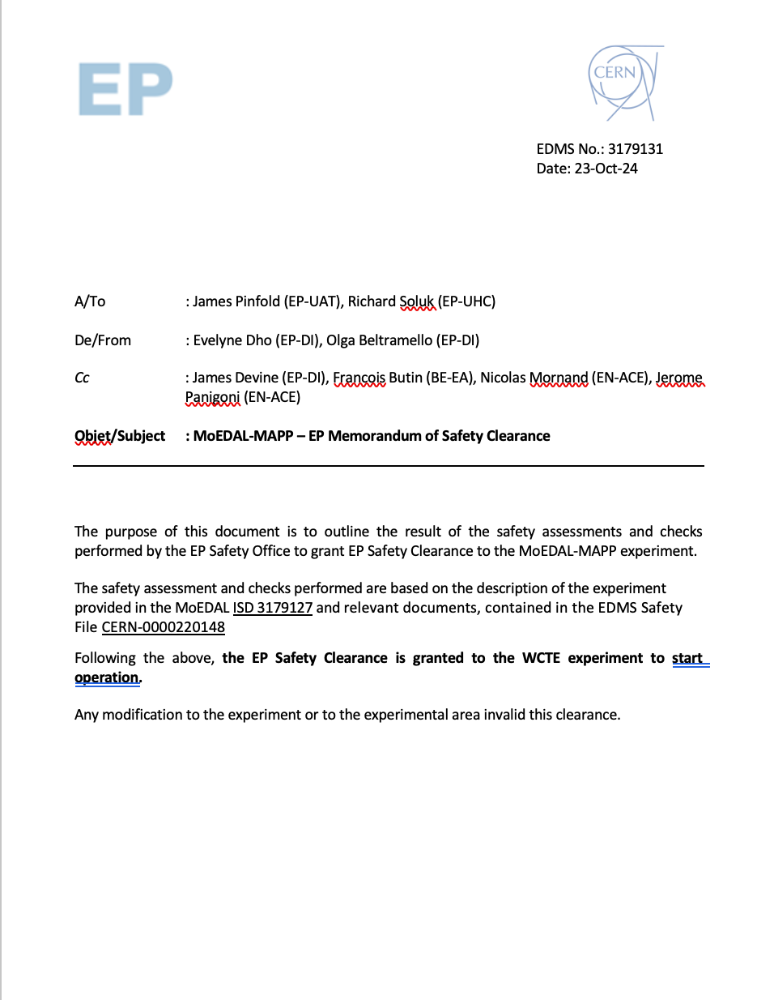 EP
CERN
EDMS No.: 3179131
Date: 23-Oct-24
A/To : James Pinfold (EP-UAT), Richard Soluk (EP-UHC)
De/From : Evelyne Dho (EP-DI), Olga Beltramello (EP-DI)
Cc : James Devine (EP-DI), François Butin (BE-EA), Nicolas Mornand (EN-ACE), Jerome
Panigoni (EN-ACE)
Objet/Subject : MoEDAL-MAPP – EP Memorandum of Safety Clearance
The purpose of this document is to outline the result of the safety assessments and checks
performed by the EP Safety Office to grant EP Safety Clearance to the MoEDAL-MAPP experiment.
The safety assessment and checks performed are based on the description of the experiment
provided in the MoEDAL ISD 3179127 and relevant documents, contained in the EDMS Safety
File CERN-0000220148
Following the above, the EP Safety Clearance is granted to the WCTE experiment to start
operation.
Any modification to the experiment or to the experimental area invalid this clearance.